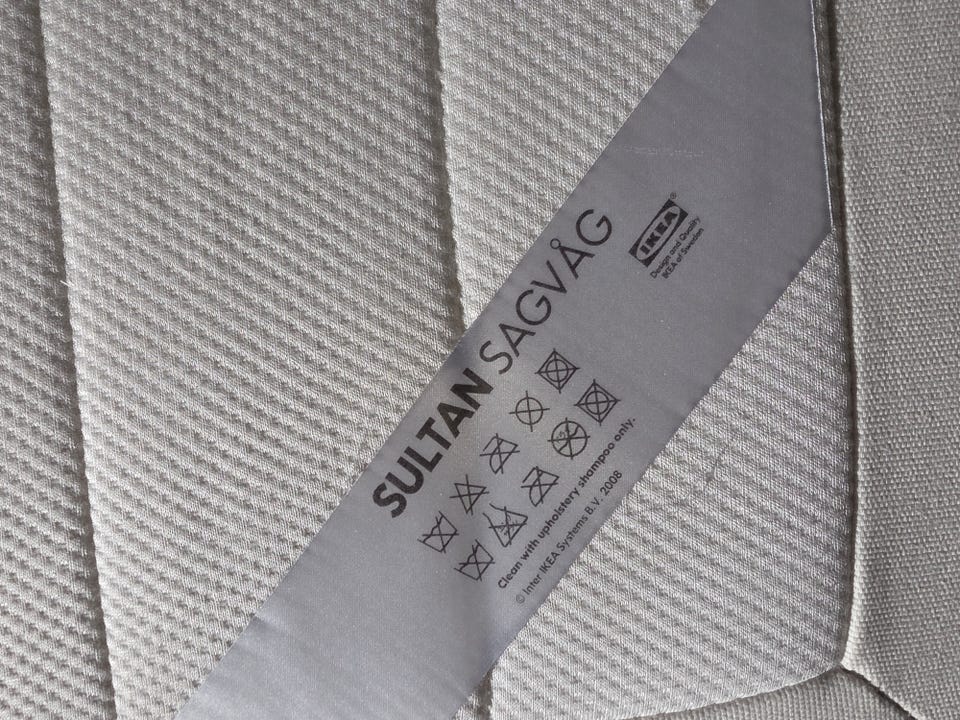 SULTAN SAGVÅG
IKEA®
Design and Quality
IKEA of Sweden
Clean with upholstery shampoo only.
© Inter IKEA Systems B.V. 2008